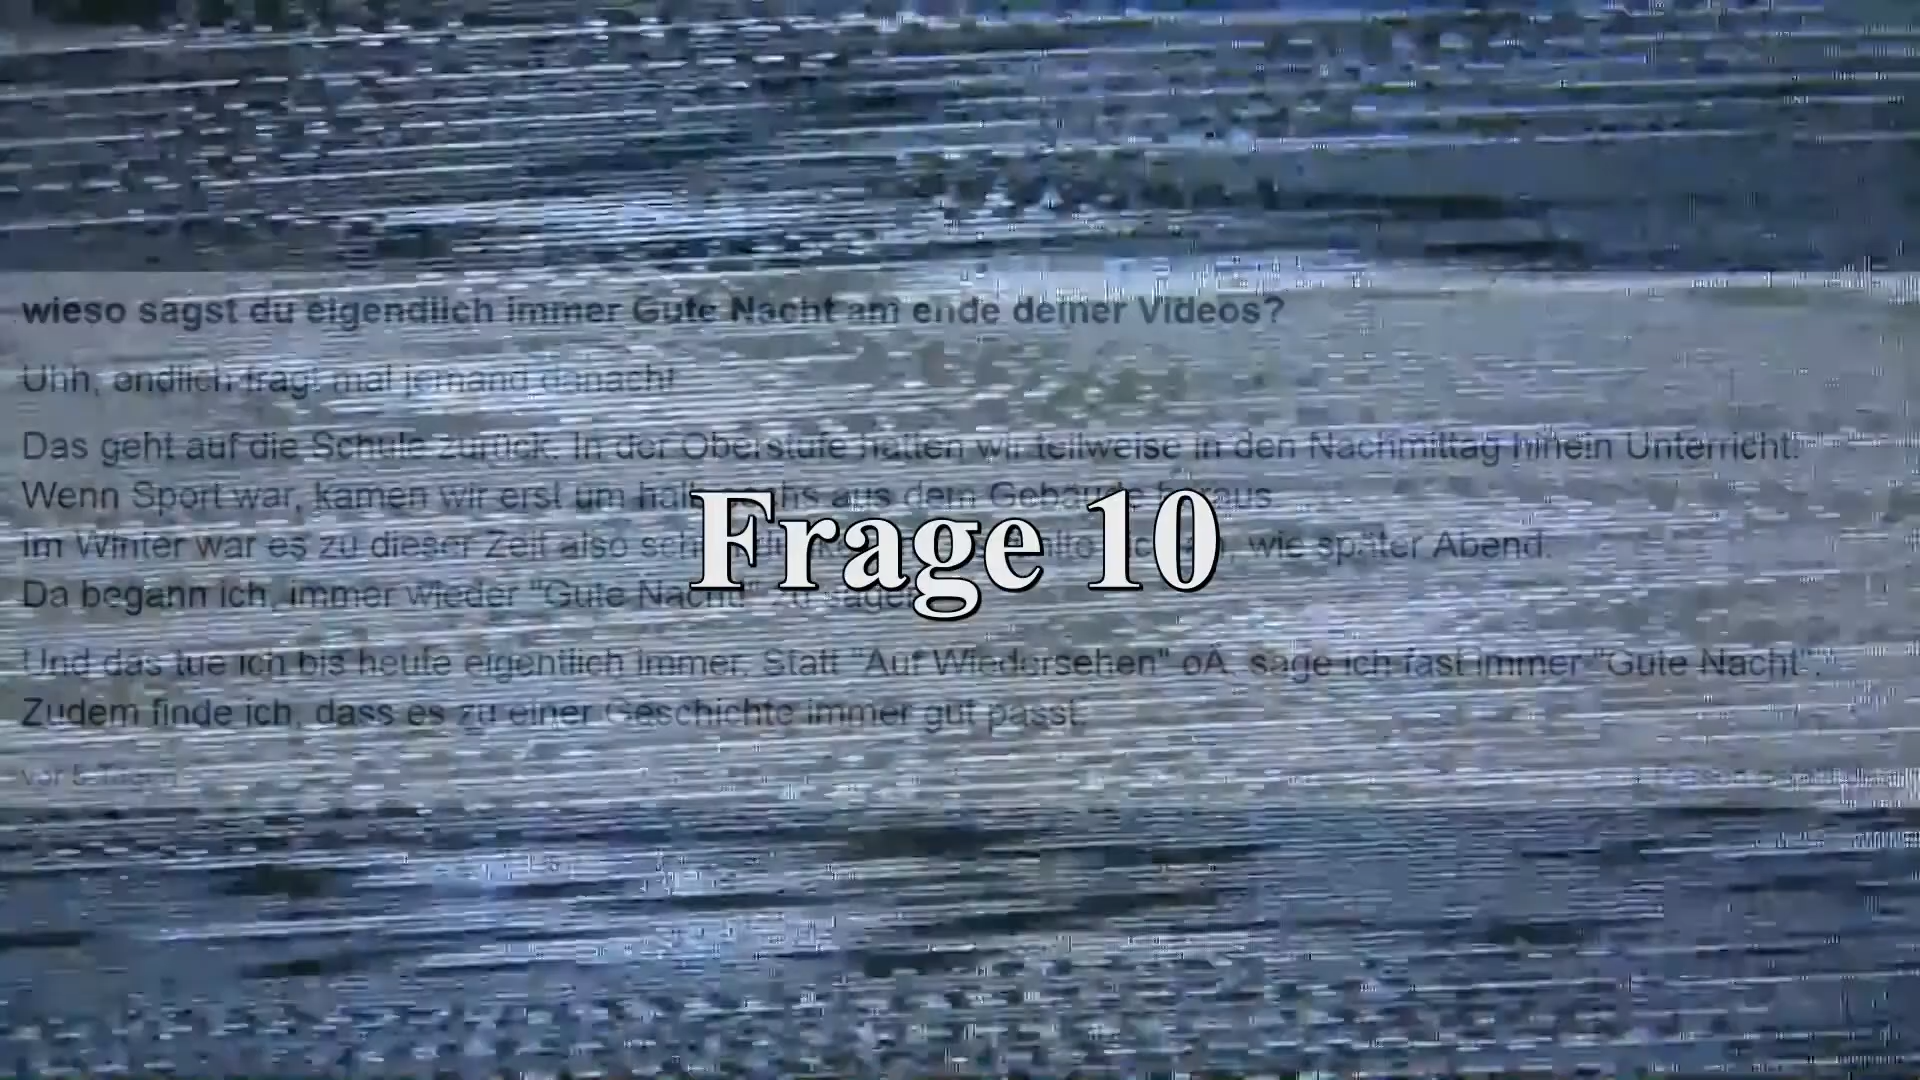 wieso sagst du eigendlich immer Gute Nacht am ende deiner Videos?
Uhh, endlich fragt mal jemand danach!
Das geht auf die Schule zurück. In der Oberstufe hatten wir teilweise in den Nachmittag hinein Unterricht.
Wenn Sport war, kamen wir erst um halb sechs aus dem Gebäude heraus.
Frage 10
Im Winter war es zu dieser Zeit also wie später Abend.
Da begann ich, immer wieder "Gute Nacht!" zu sagen
Und das tue ich bis heute eigentlich immer. Statt "Auf Wiedersehen" oÄ. sage ich fast immer "Gute Nacht".
Zudem finde ich, dass es zu einer Geschichte immer gut passt.
vor 5 Tagen